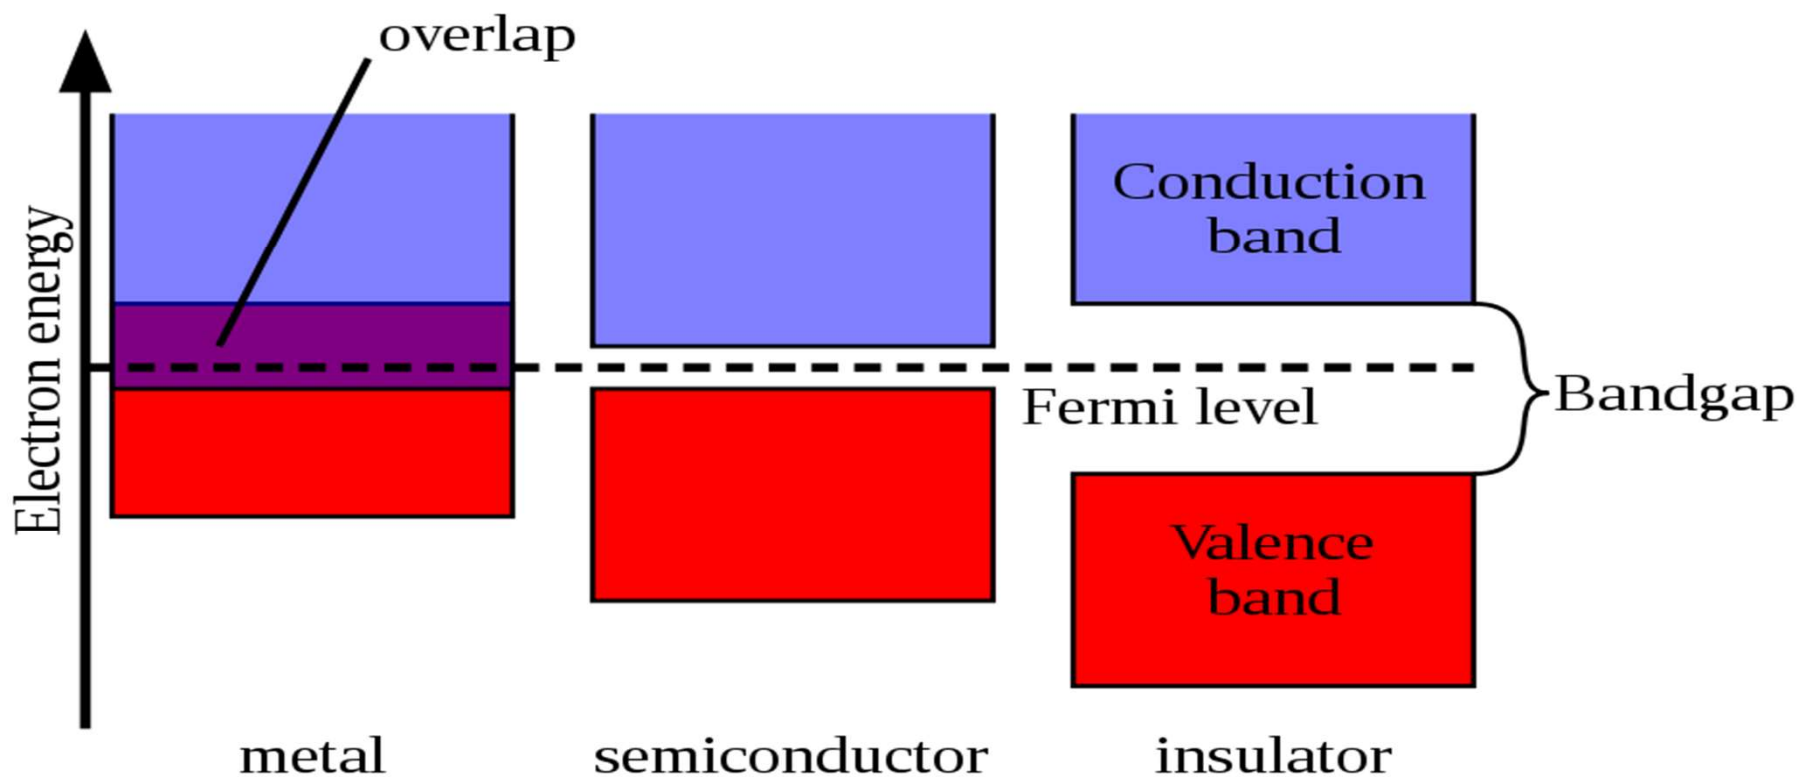 overlap
Electron energy
Conduction
band
Fermi level
Bandgap
Valence
band
metal
semiconductor
insulator